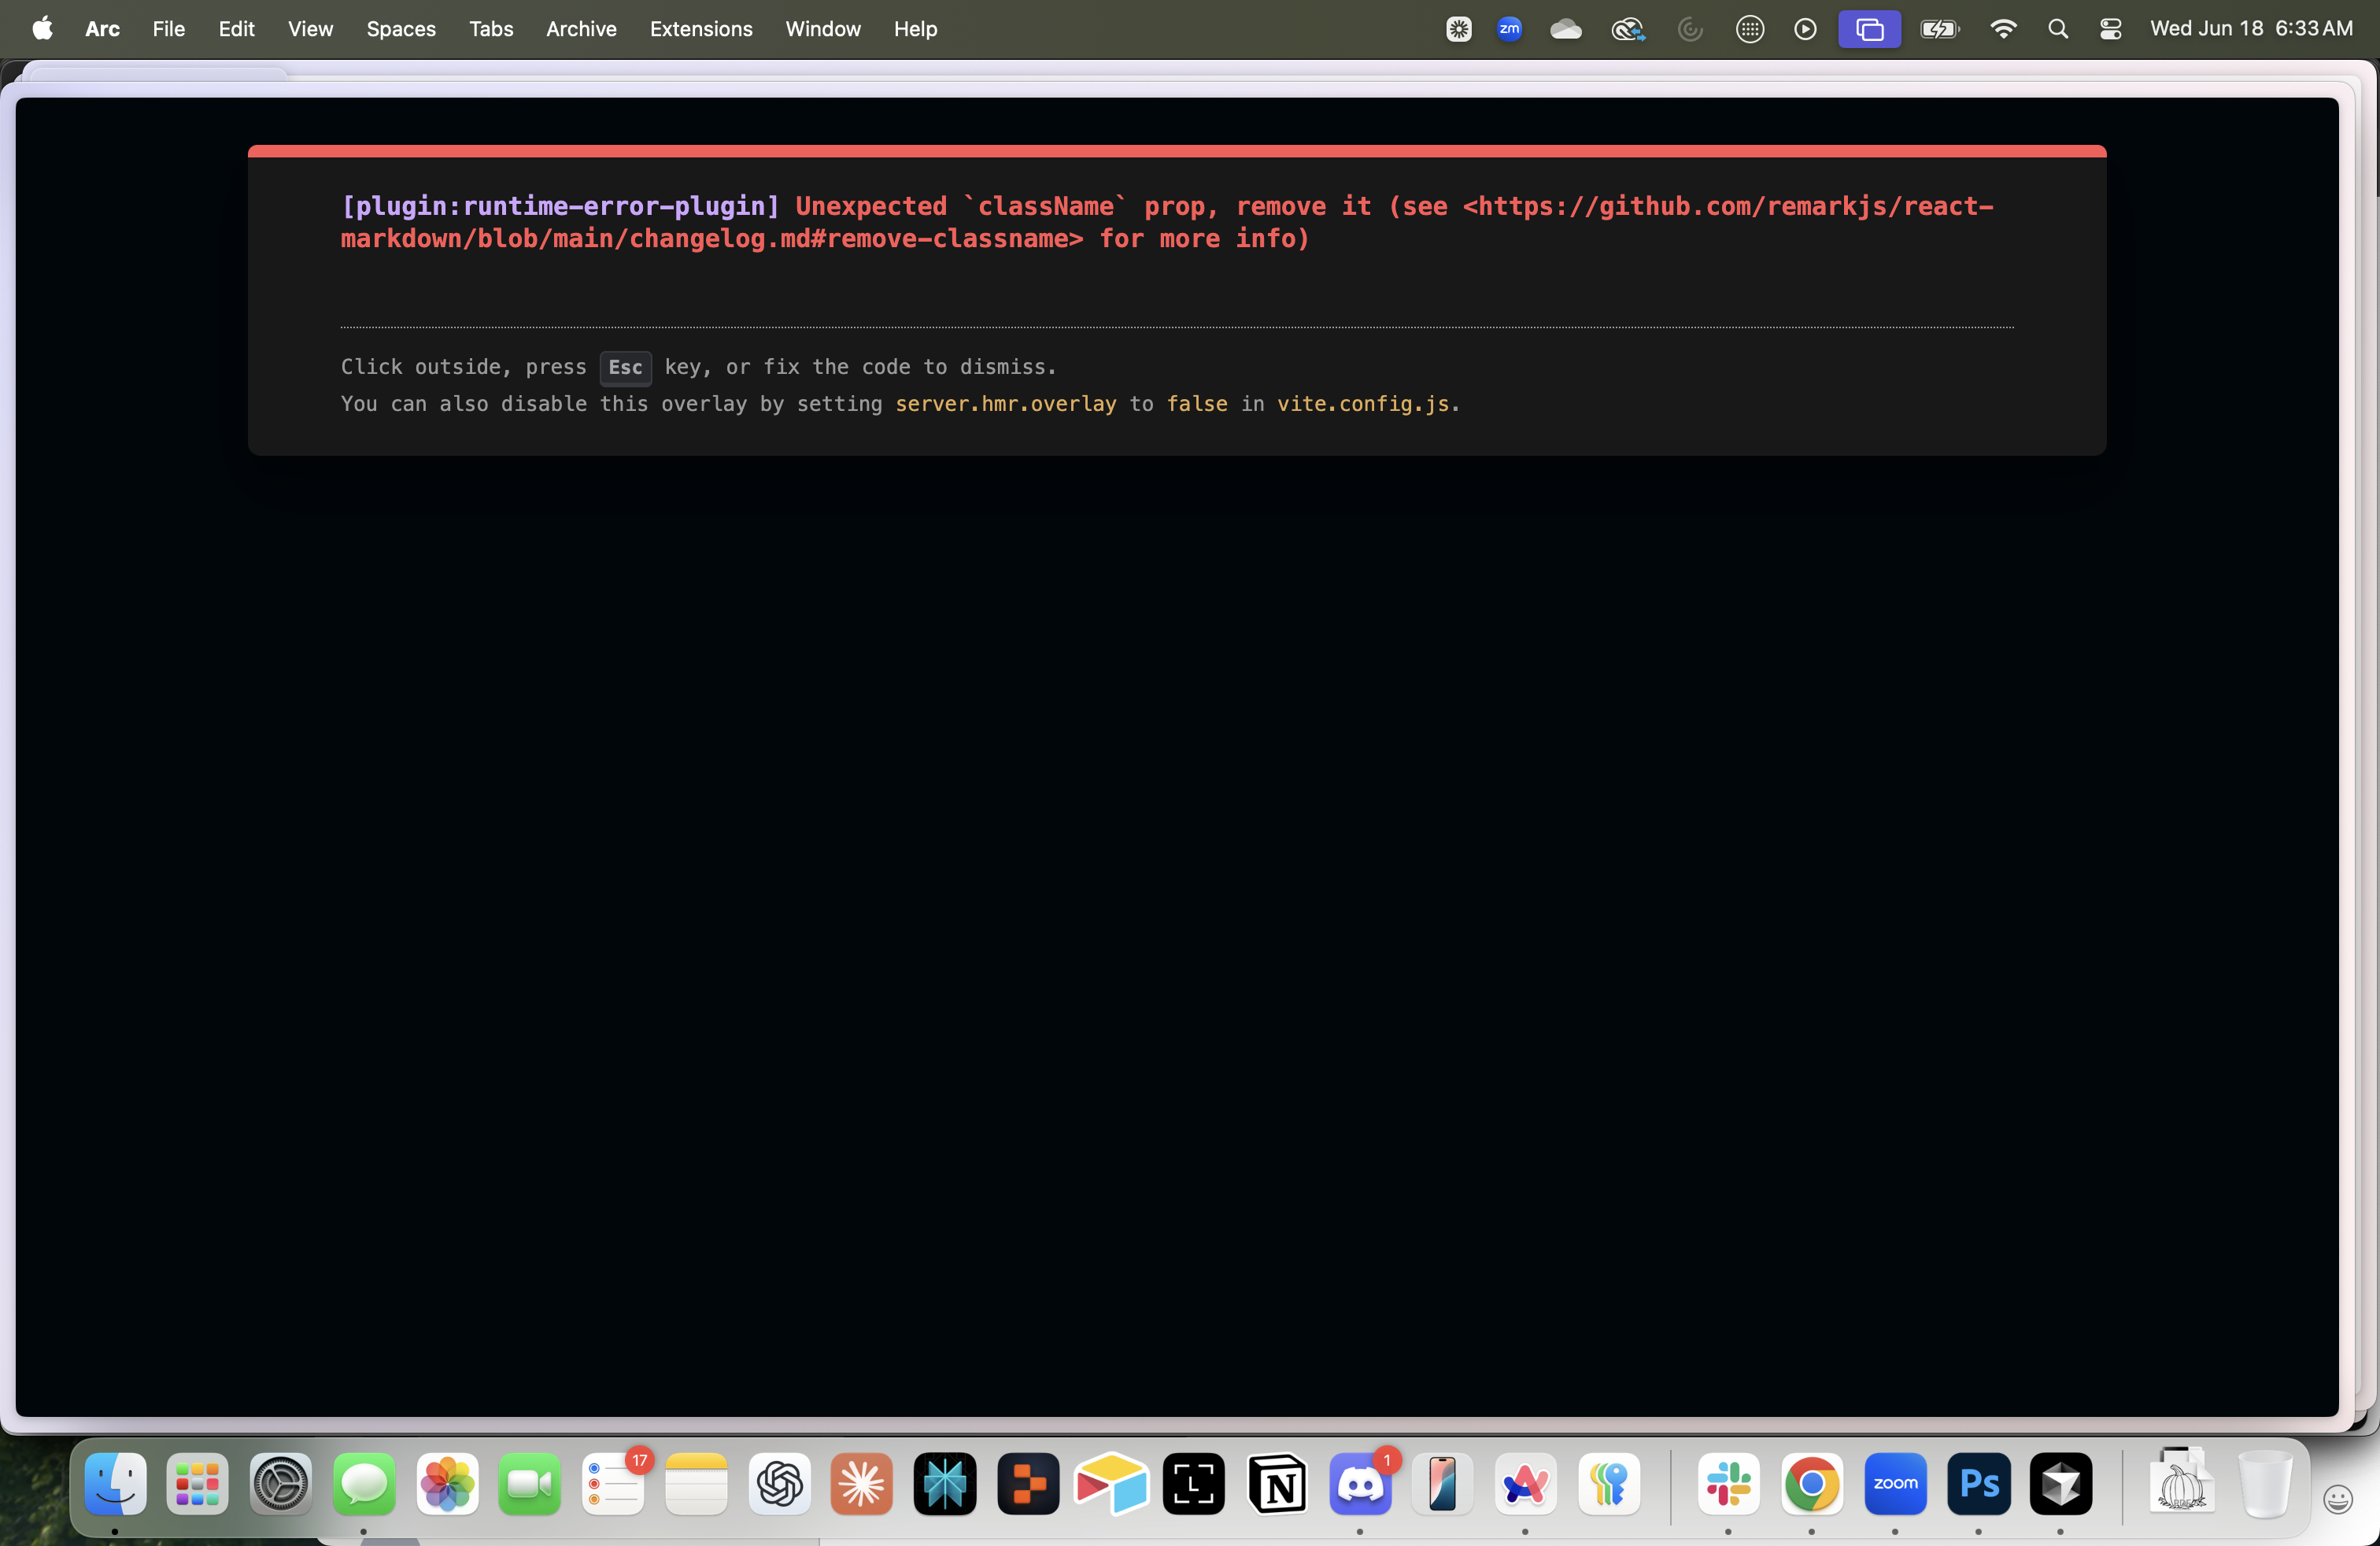 Arc File Edit View Spaces Tabs Archive Extensions Window Help zm Wed Jun 18 6:33 AM
[plugin:runtime-error-plugin] Unexpected `className` prop, remove it (see <https://github.com/remarkjs/react-
markdown/blob/main/changelog.md#remove-classname> for more info)
Click outside, press Esc key, or fix the code to dismiss.
You can also disable this overlay by setting server.hmr.overlay to false in vite.config.js.
17
L
N
1
zoom
Ps